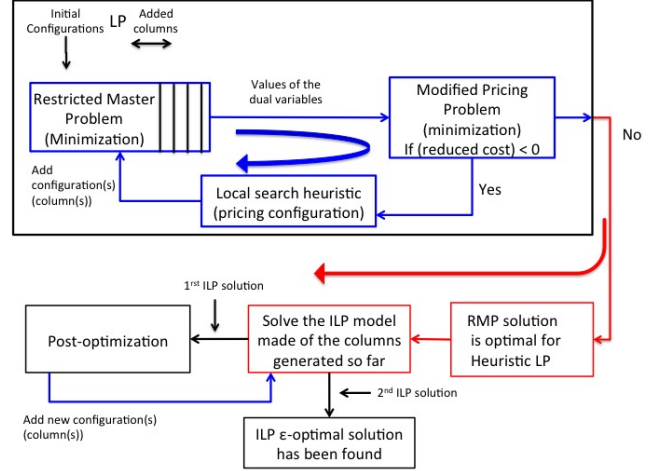 Initial
Configurations
LP
Added
columns
Restricted Master
Problem
(Minimization)
Values of the
dual variables
Modified Pricing
Problem
(minimization)
If (reduced cost) < 0
No
Yes
Add
configuration(s)
(column(s))
Local search heuristic
(pricing configuration)
1rst ILP solution
Post-optimization
Solve the ILP model
made of the columns
generated so far
RMP solution
is optimal for
Heuristic LP
2nd ILP solution
Add new configuration(s)
(column(s))
ILP ε-optimal solution
has been found